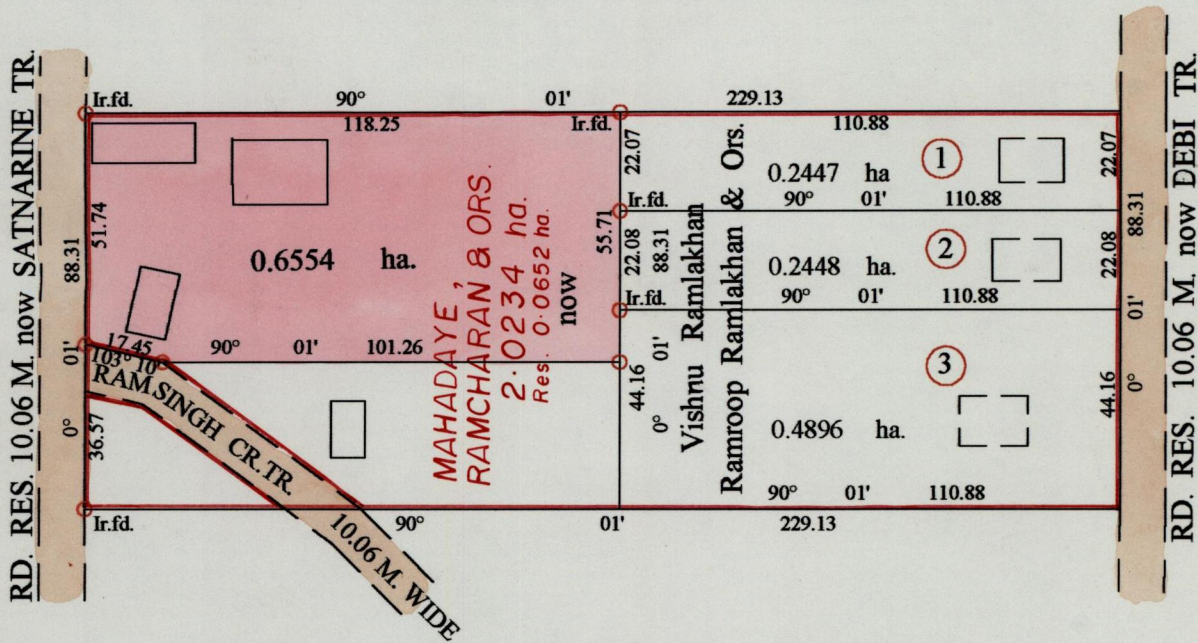 RD. RES. 10.06 M. now SATNARINE TR.
Ir.fd.
90° 01' 229.13
118.25
Ir.fd.
110.88
88.31
51.74
22.07
0.2447 ha
1
22.07
Ir.fd.
90° 01' 110.88
0.6554 ha.
MAHADAYE,
RAMCHARAN & ORS.
2·0234 ha.
Res. 0·0652 ha.
now
55.71
22.08
88.31
0.2448 ha.
2
22.08
88.31
Ir.fd.
90° 01' 110.88
Vishnu Ramlakhan
Ramroop Ramlakhan & Ors.
17.45
103° 10'
90° 01' 101.26
0° 01'
36.57
RAMSINGH CR. TR. 10.06 M. WIDE
0° 01'
44.16
3
0.4896 ha.
44.16
0° 01'
90° 01' 110.88
Ir.fd.
90° 01' 229.13
RD. RES. 10.06 M. now DEBI TR.